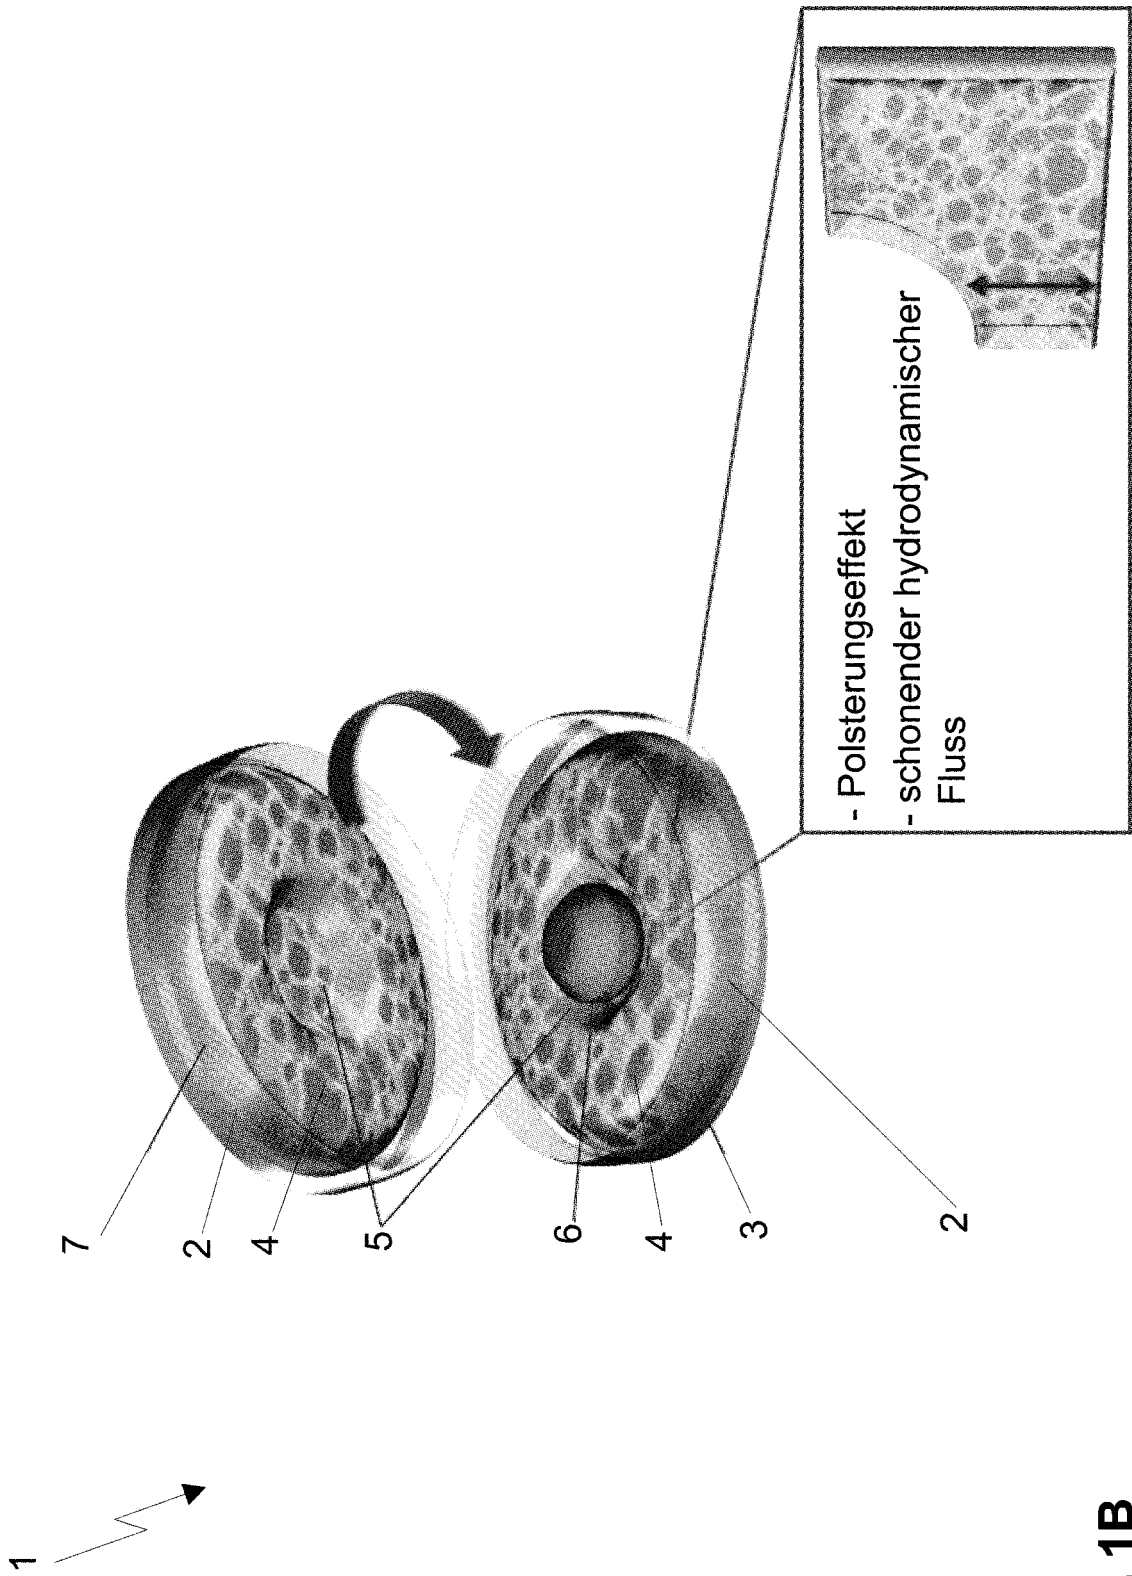 1
7
2
4
5
6
4
3
2
- Polsterungseffekt
- schonender hydrodynamischer
Fluss
1B